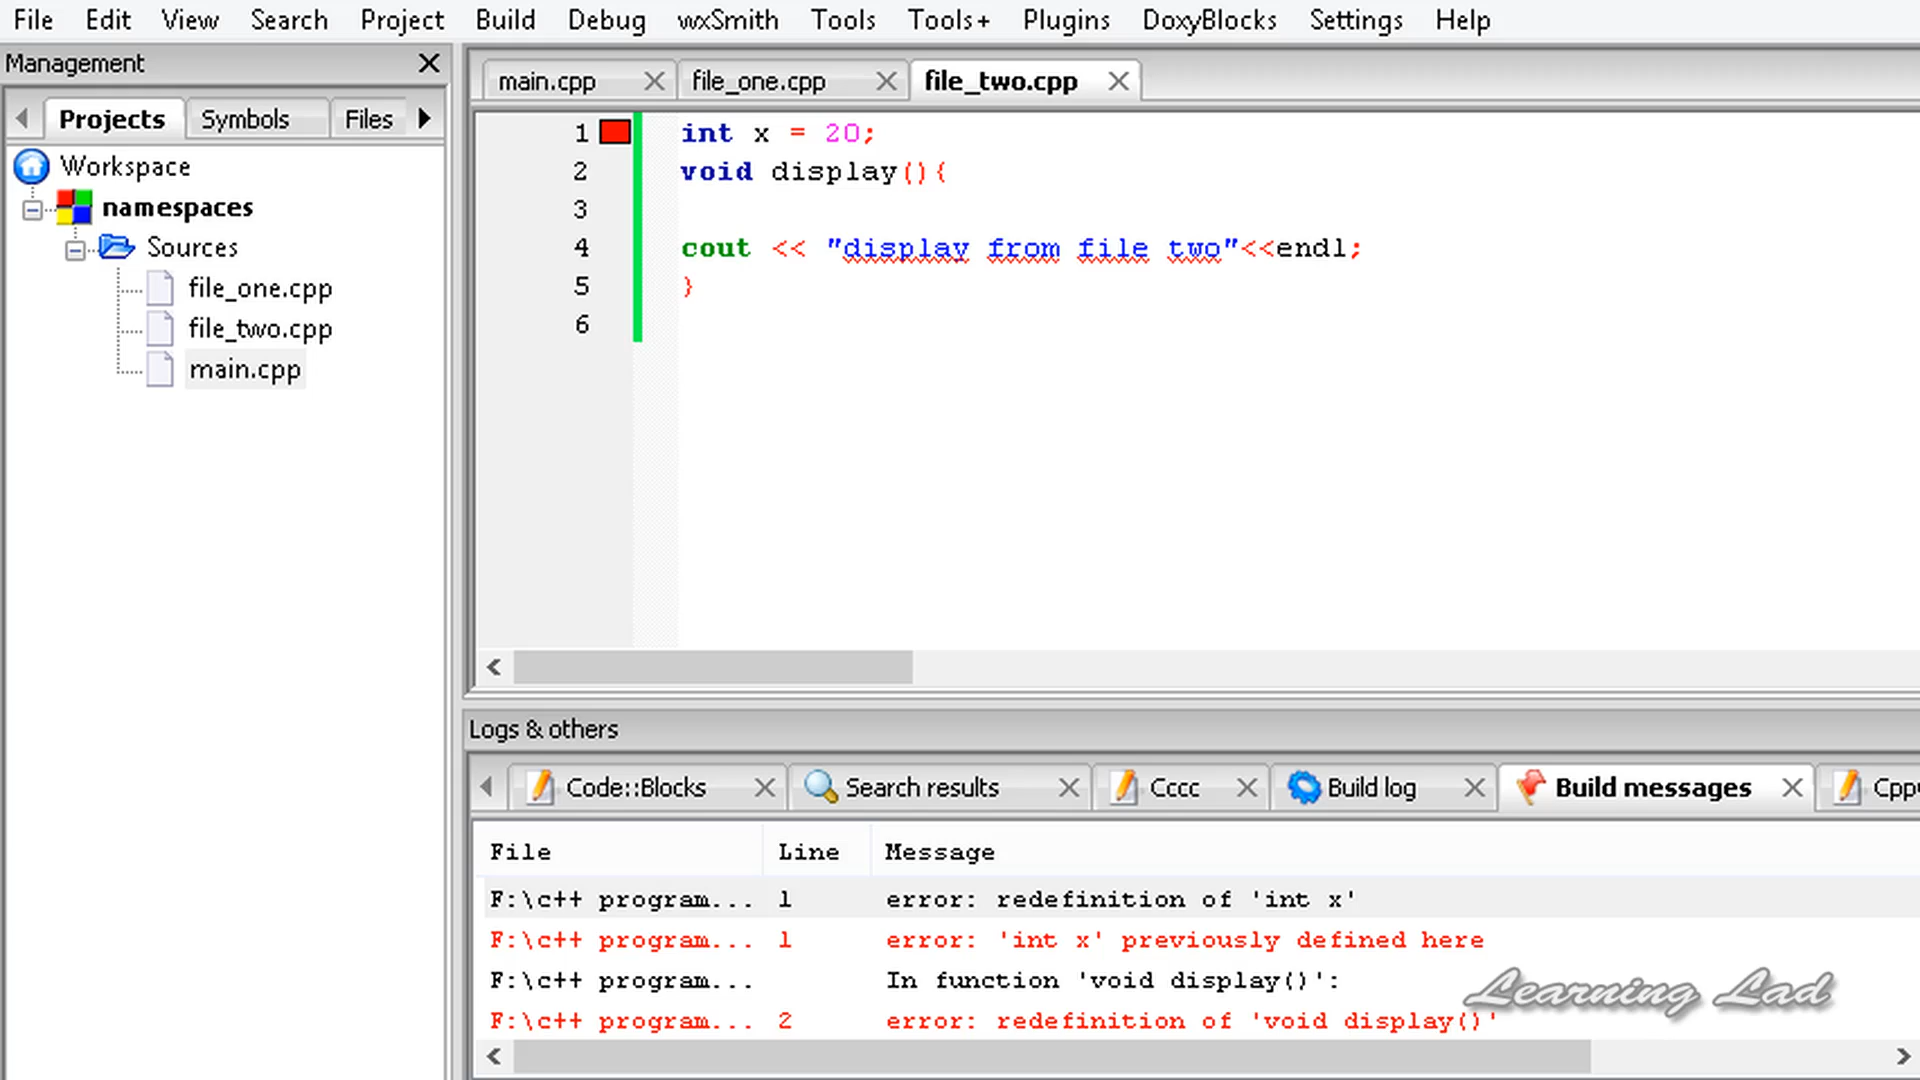 File Edit View Search Project Build Debug wxSmith Tools Tools+ Plugins DoxyBlocks Settings Help
Management
main.cpp file_one.cpp file_two.cpp
Projects Symbols Files
Workspace
namespaces
Sources
file_one.cpp
file_two.cpp
main.cpp
1 int x = 20;
2 void display(){
3
4 cout << "display from file two"<<endl;
5 }
6
Logs & others
Code::Blocks Search results Cccc Build log Build messages
File Line Message
F:\c++ program... 1 error: redefinition of 'int x'
F:\c++ program... 1 error: 'int x' previously defined here
F:\c++ program... In function 'void display()':
F:\c++ program... 2 error: redefinition of 'void display()'
Learning Lad